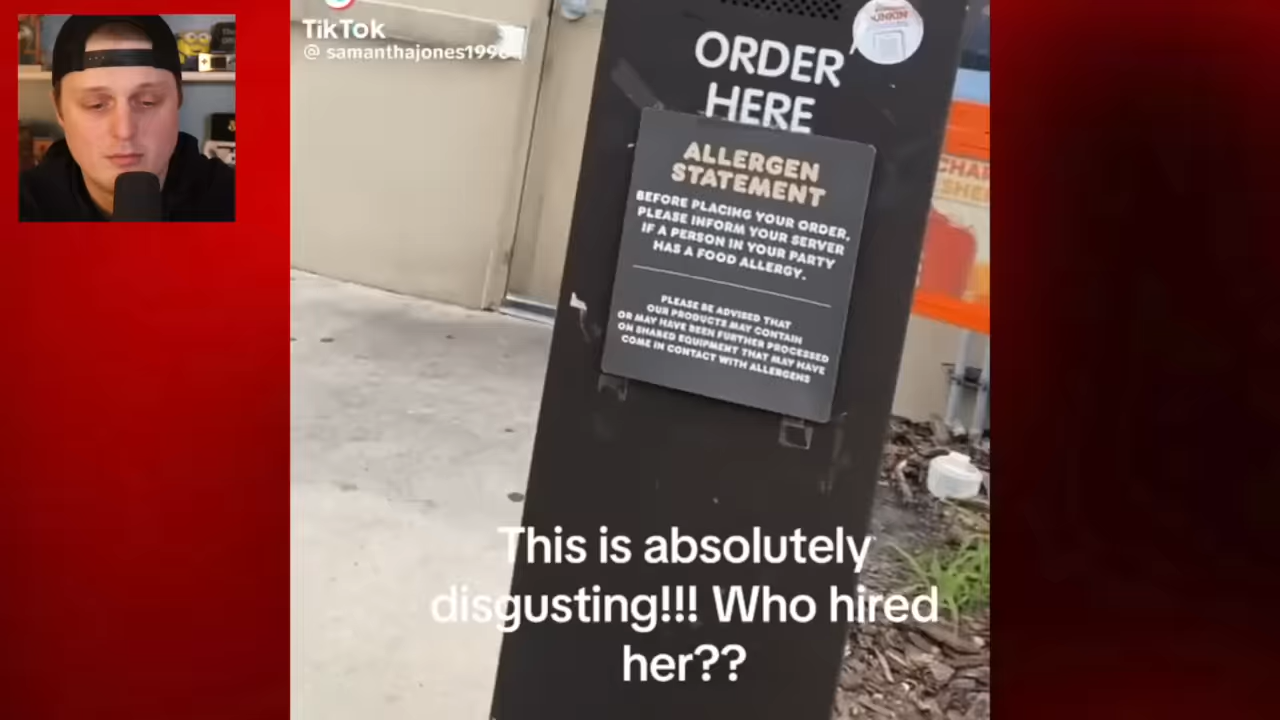 TikTok
@ samanthajones1996
UNKIN'
ORDER
HERE
ALLERGEN
STATEMENT
BEFORE PLACING YOUR ORDER,
PLEASE INFORM YOUR SERVER
IF A PERSON IN YOUR PARTY
HAS A FOOD ALLERGY.
PLEASE BE ADVISED THAT
OUR PRODUCTS MAY CONTAIN
OR MAY HAVE BEEN FURTHER PROCESSED
ON SHARED EQUIPMENT THAT MAY HAVE
COME IN CONTACT WITH ALLERGENS
This is absolutely
disgusting!!! Who hired
her??